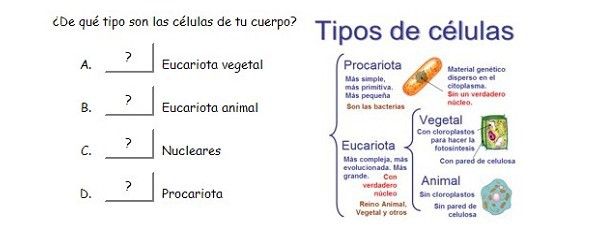 ¿De qué tipo son las células de tu cuerpo?
A. ? Eucariota vegetal
B. ? Eucariota animal
C. ? Nucleares
D. ? Procariota
Tipos de células
Procariota
Más simple,
más primitiva.
Más pequeña
Son las bacterias
Material genético
disperso en el
citoplasma.
Sin un verdadero
núcleo.
Eucariota
Más compleja, más
evolucionada. Más
grande. Con
verdadero
núcleo
Reino Animal,
Vegetal y otros
Vegetal
Con cloroplastos
para hacer la
fotosíntesis
Con pared de celulosa
Animal
Sin cloroplastos
Sin pared de
celulosa